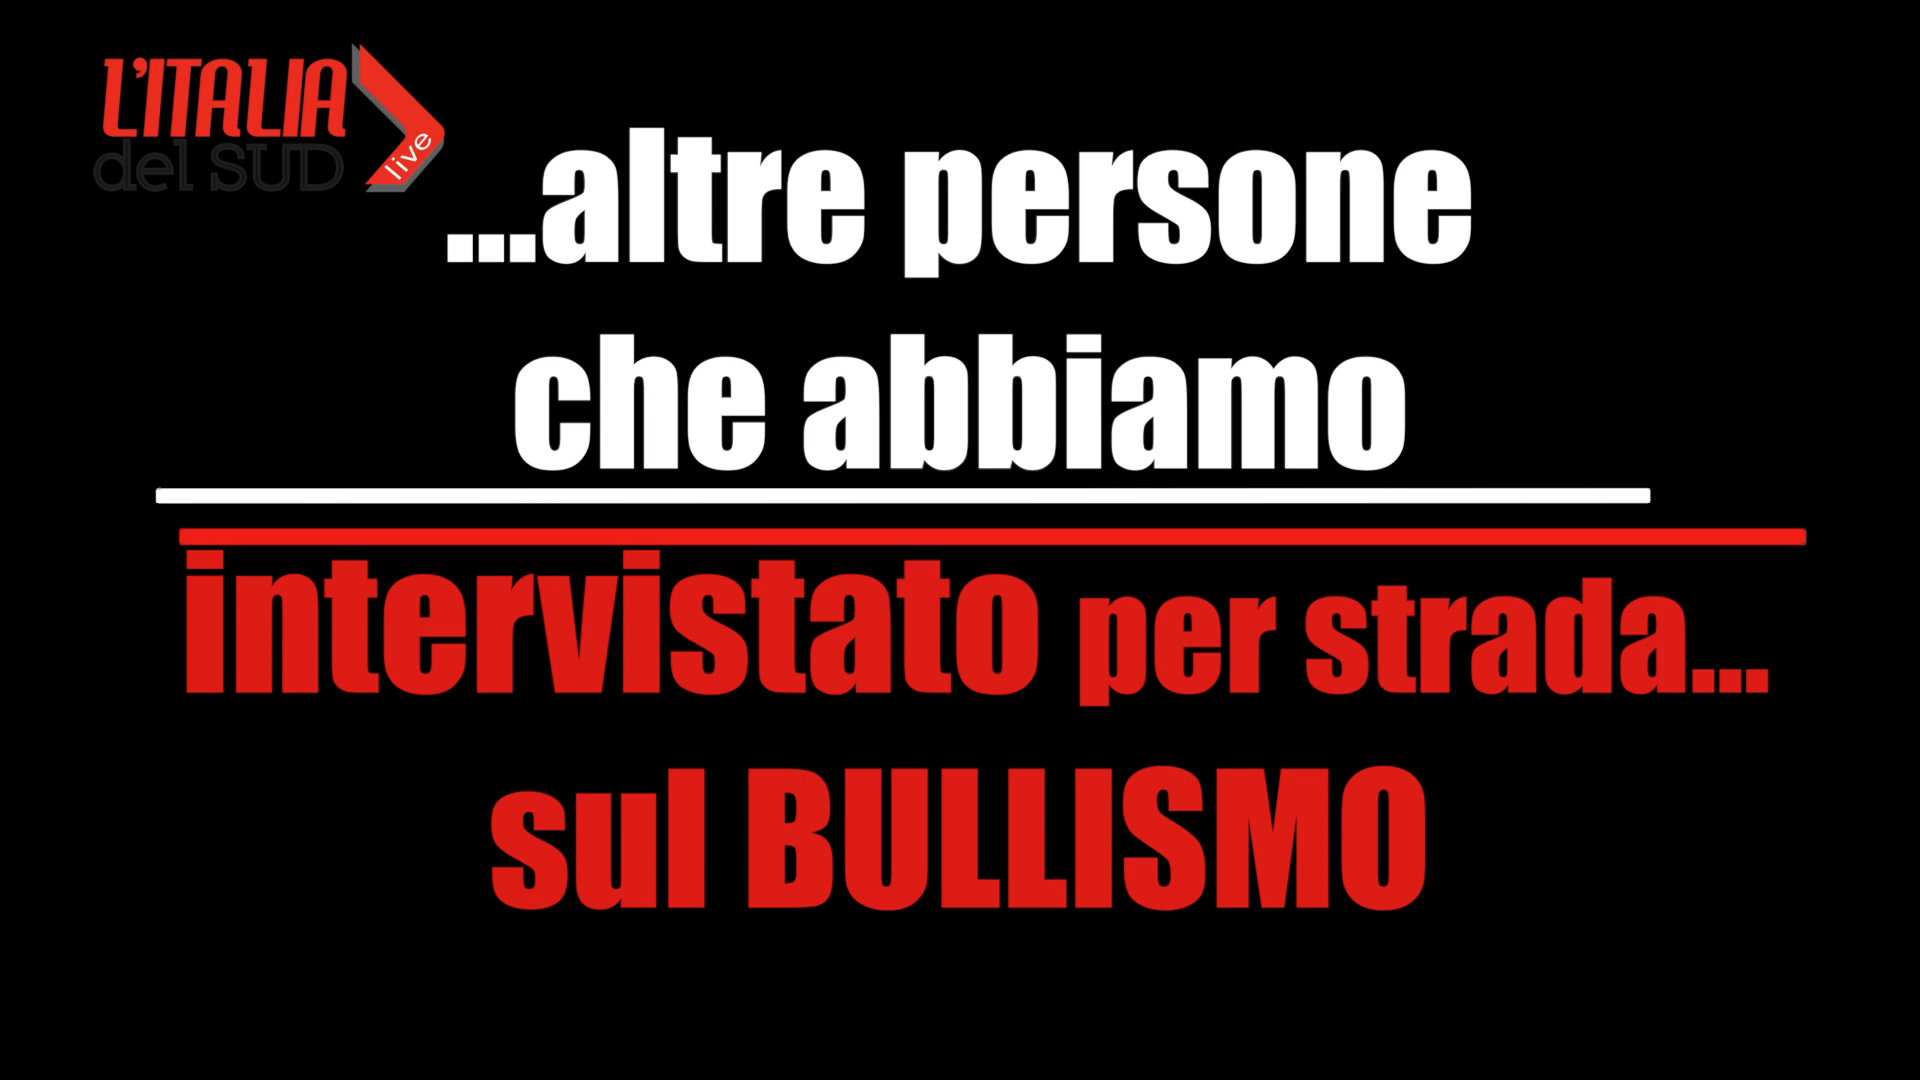 L'ITALIA
del SUD
live
...altre persone
che abbiamo
intervistato per strada...
sul BULLISMO